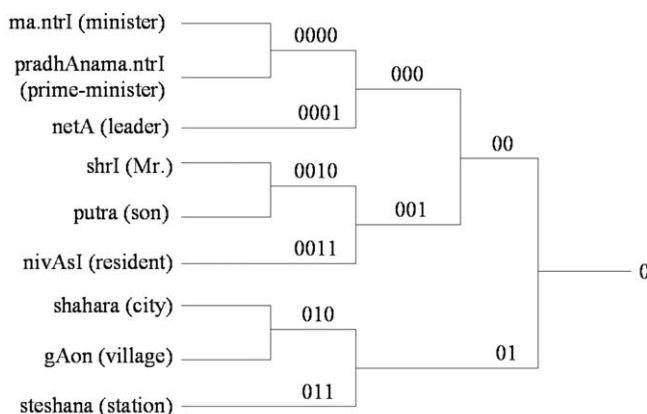 ma.ntrI (minister)
0000
pradhAnama.ntrI
(prime-minister)
000
netA (leader)
0001
00
shrI (Mr.)
0010
putra (son)
001
nivAsI (resident)
0011
0
shahara (city)
010
gAon (village)
01
steshana (station)
011